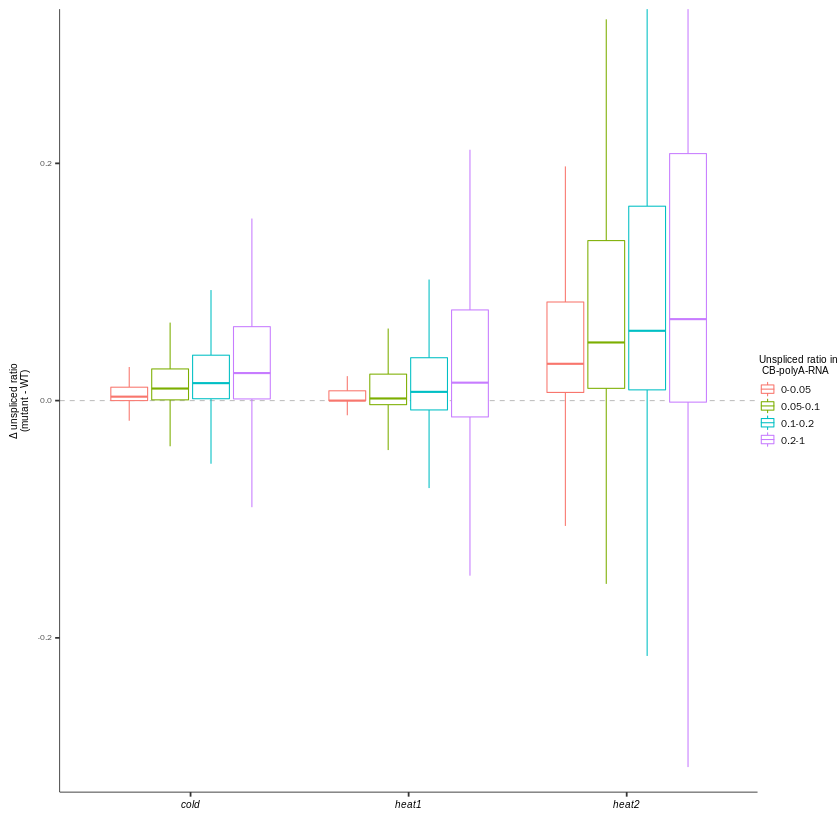 0.2
0.0
-0.2
Δ unspliced ratio
(mutant - WT)
cold
heat1
heat2
Unspliced ratio in
CB-polyA-RNA
0-0.05
0.05-0.1
0.1-0.2
0.2-1